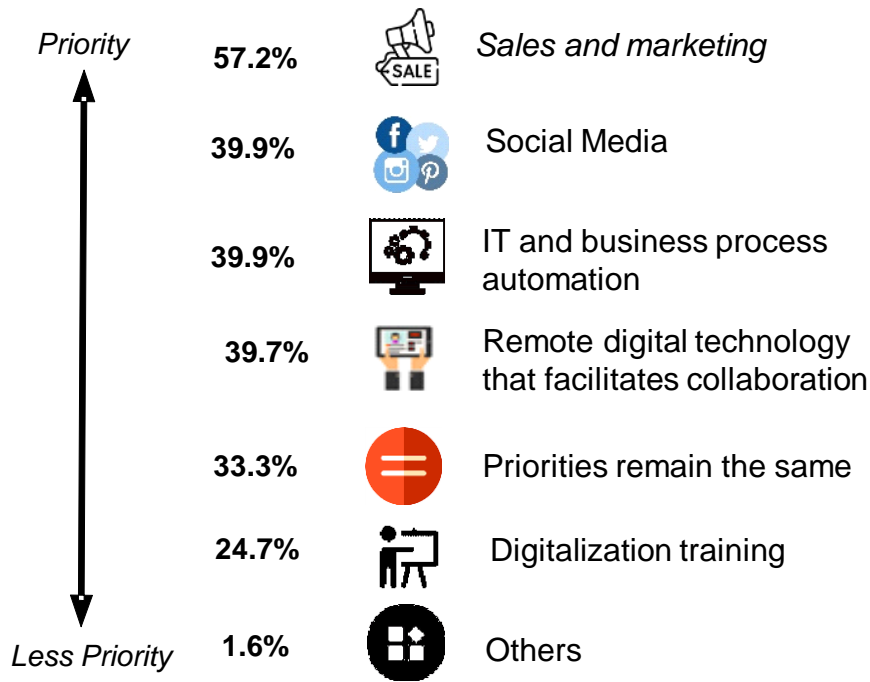 Priority
57.2%
SALE
Sales and marketing
39.9%
Social Media
39.9%
IT and business process
automation
39.7%
Remote digital technology
that facilitates collaboration
33.3%
Priorities remain the same
24.7%
Digitalization training
Less Priority
1.6%
Others